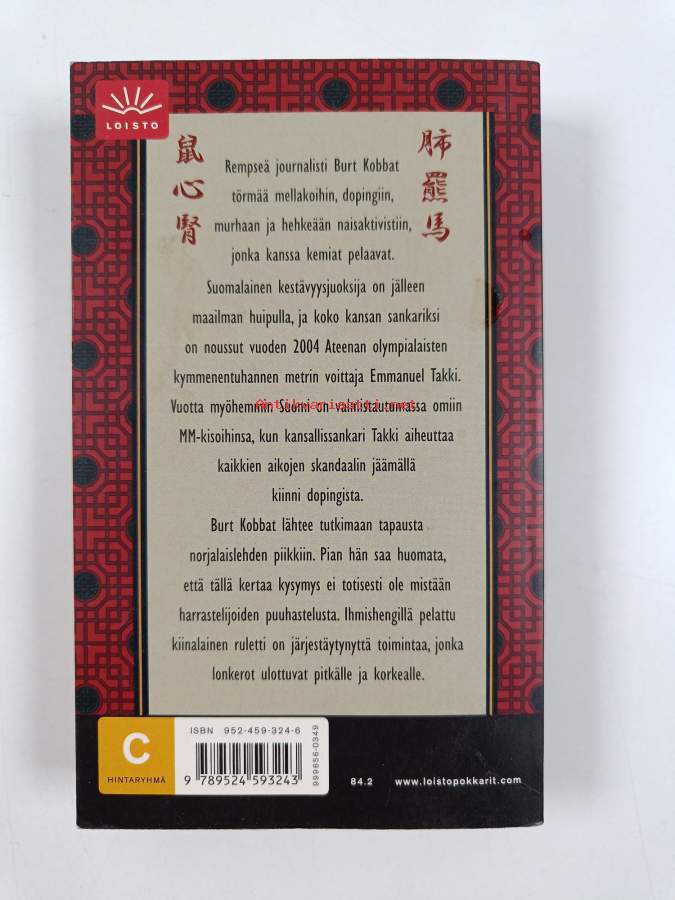 LOISTO
鼠心腎
肺羆馬
Rempseä journalisti Burt Kobbat
törmää mellakoihin, dopingiin,
murhaan ja hehkeään naisaktivistiin,
jonka kanssa kemiat pelaavat.
Suomalainen kestävyysjuoksija on jälleen
maailman huipulla, ja koko kansan sankariksi
on noussut vuoden 2004 Ateenan olympialaisten
kymmenentuhannen metrin voittaja Emmanuel Takki.
Vuotta myöhemmin Suomi on valmistautumassa omiin
Antikvariaatti.net
MM-kisoihinsa, kun kansallissankari Takki aiheuttaa
kaikkien aikojen skandaalin jäämällä
kiinni dopingista.
Burt Kobbat lähtee tutkimaan tapausta
norjalaislehden piikkiin. Pian hän saa huomata,
että tällä kertaa kysymys ei totisesti ole mistään
harrastelijoiden puuhastelusta. Ihmishengillä pelattu
kiinalainen ruletti on järjestäytynyttä toimintaa, jonka
lonkerot ulottuvat pitkälle ja korkealle.
C
HINTARYHMÄ
ISBN 952-459-324-6
9 789524 593243
999656-0349
84.2
www.loistopokkarit.com